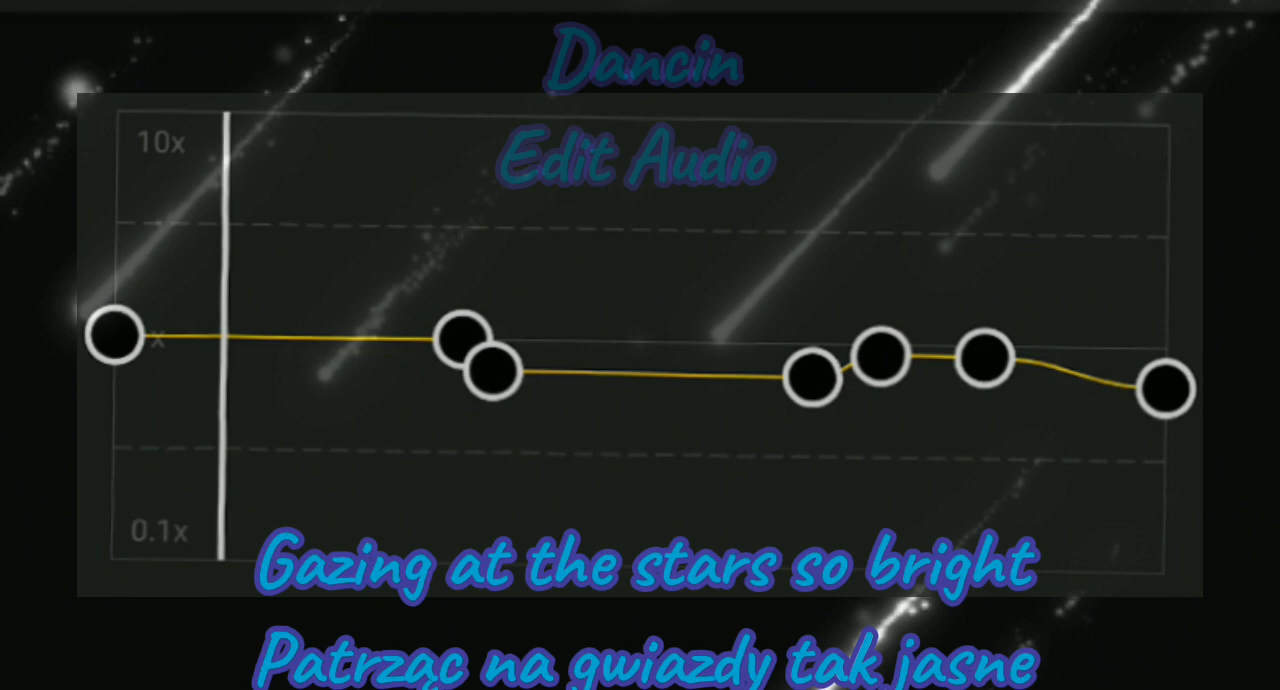 Dancin
Edit Audio
10x
x
0.1x
Gazing at the stars so bright
Patrząc na gwiazdy tak jasne